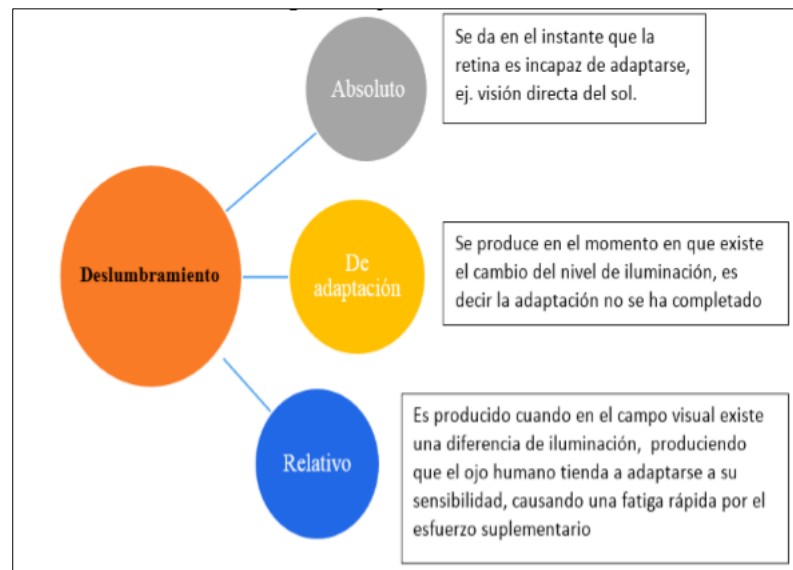 Absoluto
Se da en el instante que la
retina es incapaz de adaptarse,
ej. visión directa del sol.
Deslumbramiento
De
adaptación
Se produce en el momento en que existe
el cambio del nivel de iluminación, es
decir la adaptación no se ha completado
Relativo
Es producido cuando en el campo visual existe
una diferencia de iluminación, produciendo
que el ojo humano tienda a adaptarse a su
sensibilidad, causando una fatiga rápida por el
esfuerzo suplementario